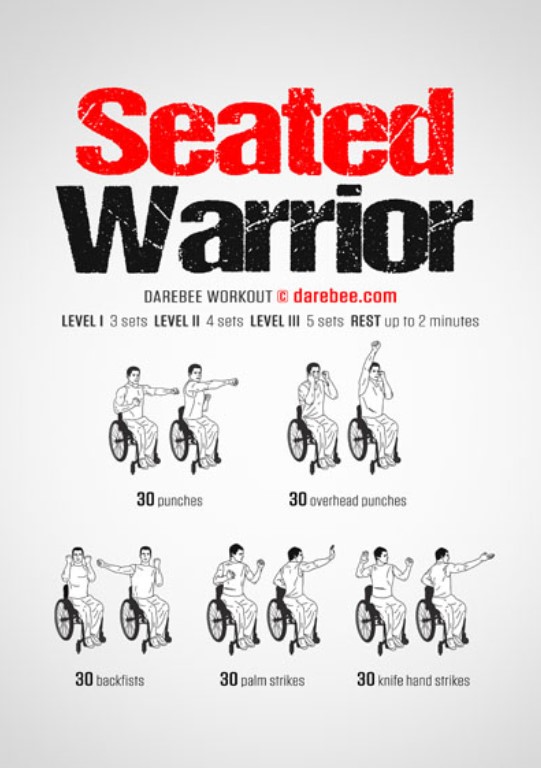 Seated
Warrior
DAREBEE WORKOUT © darebee.com
LEVEL I 3 sets LEVEL II 4 sets LEVEL III 5 sets REST up to 2 minutes
30 punches
30 overhead punches
30 backfists
30 palm strikes
30 knife hand strikes